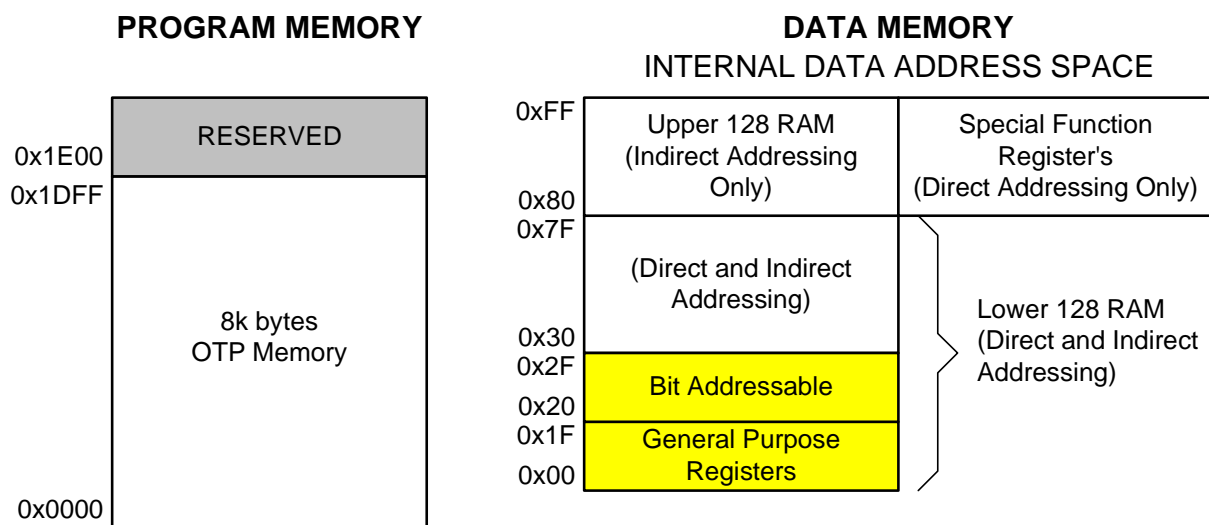 PROGRAM MEMORY
RESERVED
0x1E00
0x1DFF
8k bytes
OTP Memory
0x0000
DATA MEMORY
INTERNAL DATA ADDRESS SPACE
0xFF
Upper 128 RAM
(Indirect Addressing
Only)
0x80
Special Function
Register's
(Direct Addressing Only)
0x7F
(Direct and Indirect
Addressing)
0x30
0x2F
Bit Addressable
0x20
0x1F
General Purpose
Registers
0x00
Lower 128 RAM
(Direct and Indirect
Addressing)